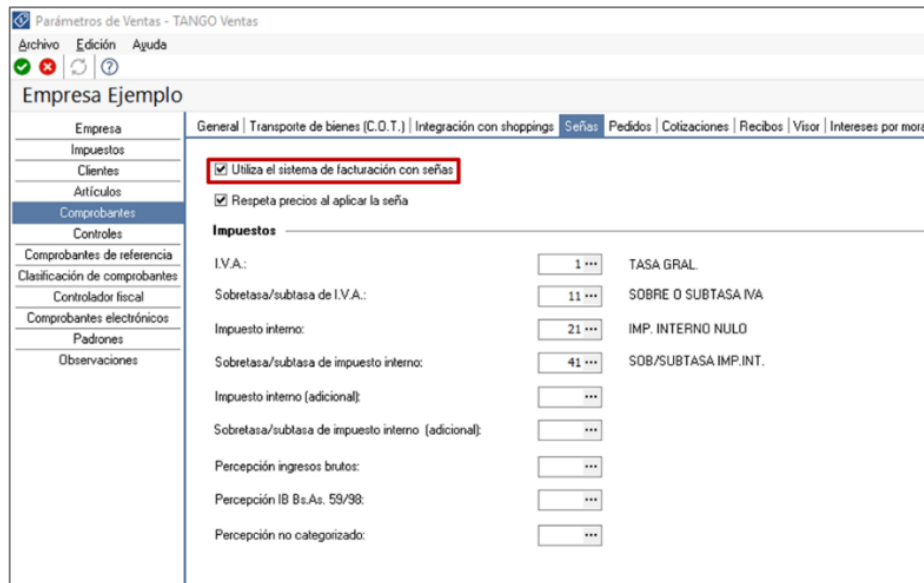 Parámetros de Ventas - TANGO Ventas
Archivo Edición Ayuda
Empresa Ejemplo
Empresa
Impuestos
Clientes
Artículos
Comprobantes
Controles
Comprobantes de referencia
Clasificación de comprobantes
Controlador fiscal
Comprobantes electrónicos
Padrones
Observaciones
General | Transporte de bienes (C.O.T.) | Integración con shoppings | Señas | Pedidos | Cotizaciones | Recibos | Visor | Intereses por mora
Utiliza el sistema de facturación con señas
Respeta precios al aplicar la seña
Impuestos
I.V.A.: 1 ... TASA GRAL.
Sobretasa/subtasa de I.V.A.: 11 ... SOBRE O SUBTASA IVA
Impuesto interno: 21 ... IMP. INTERNO NULO
Sobretasa/subtasa de impuesto interno: 41 ... SOB/SUBTASA IMP.INT.
Impuesto interno (adicional): ...
Sobretasa/subtasa de impuesto interno (adicional): ...
Percepción ingresos brutos: ...
Percepción IB Bs.As. 59/98: ...
Percepción no categorizado: ...